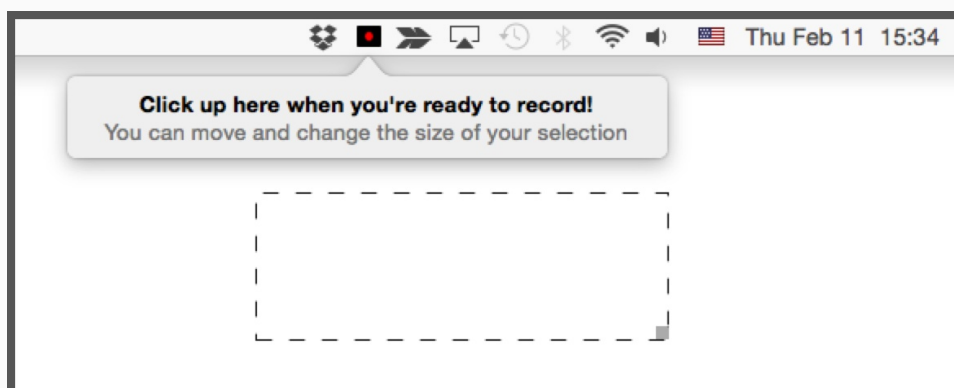 Thu Feb 11 15:34
Click up here when you're ready to record!
You can move and change the size of your selection